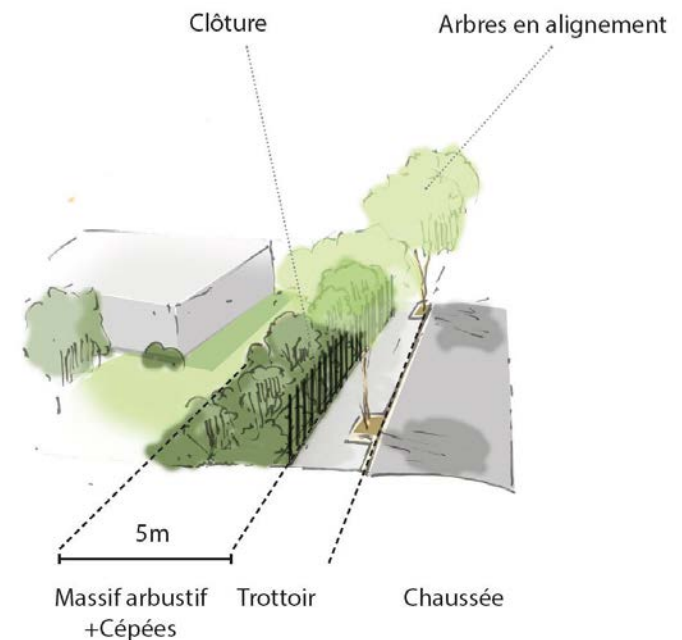 Clôture
Arbres en alignement
5m
Massif arbustif
+Cépées
Trottoir
Chaussée